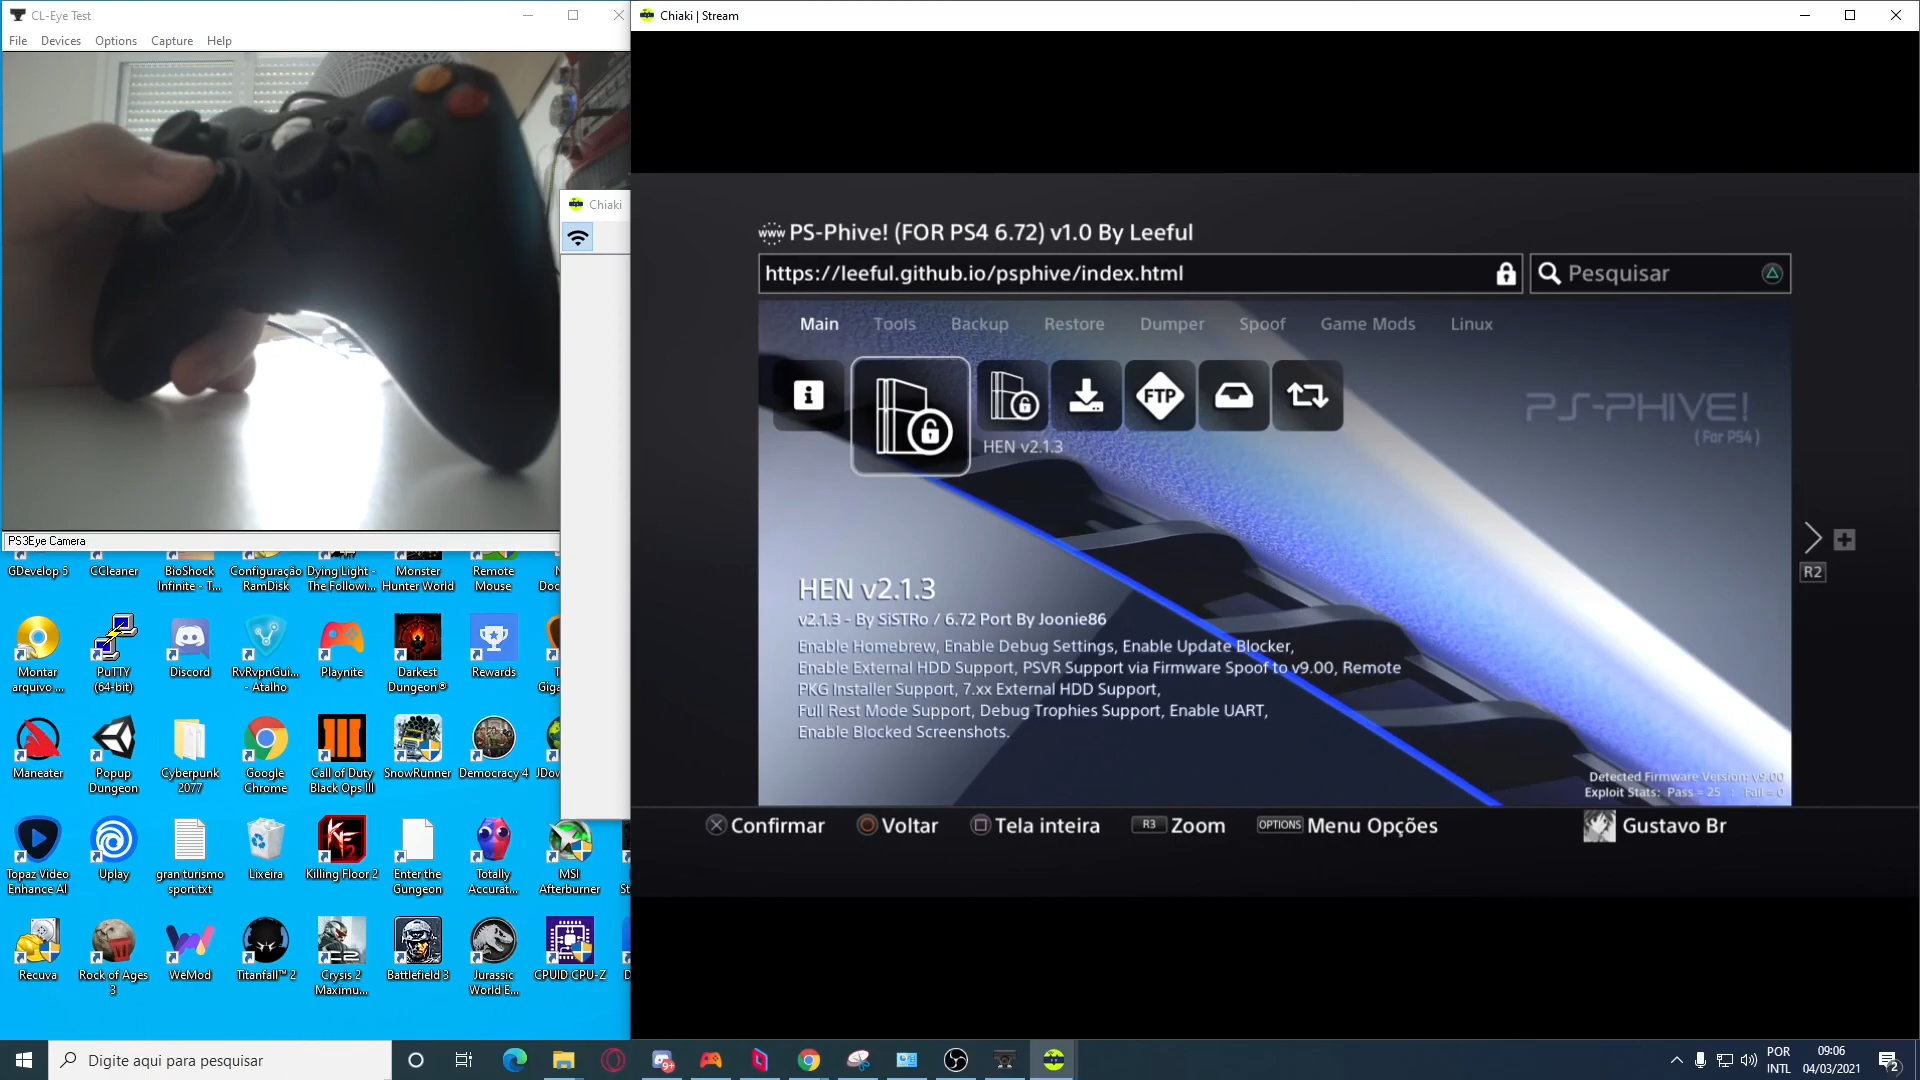 CL-Eye Test
File Devices Options Capture Help
PS3Eye Camera
Chiaki
Chiaki | Stream
www PS-Phive! (FOR PS4 6.72) v1.0 By Leeful
https://leeful.github.io/psphive/index.html
Pesquisar
Main Tools Backup Restore Dumper Spoof Game Mods Linux
FTP
HEN v2.1.3
PS-PHIVE!
( For PS4 )
HEN v2.1.3
v2.1.3 - By SiSTRo / 6.72 Port By Joonie86
Enable Homebrew, Enable Debug Settings, Enable Update Blocker,
Enable External HDD Support, PSVR Support via Firmware Spoof to v9.00, Remote
PKG Installer Support, 7.xx External HDD Support,
Full Rest Mode Support, Debug Trophies Support, Enable UART,
Enable Blocked Screenshots.
Detected Firmware Version: v9.00
Exploit Stats: Pass = 25 : Fail = 0
R2
Confirmar Voltar Tela inteira R3 Zoom OPTIONS Menu Opções Gustavo Br
GDevelop 5
CCleaner
BioShock
Infinite - T...
Configuração
RamDisk
Dying Light -
The Followi...
Monster
Hunter World
Remote
Mouse
Montar
arquivo ...
PuTTY
(64-bit)
Discord
RvRvpnGui...
- Atalho
Playnite
Darkest
Dungeon®
Rewards
Maneater
Popup
Dungeon
Cyberpunk
2077
Google
Chrome
Call of Duty
Black Ops III
SnowRunner
Democracy 4
JDow
Topaz Video
Enhance AI
Uplay
gran turismo
sport.txt
Lixeira
Killing Floor 2
Enter the
Gungeon
Totally
Accurat...
MSI
Afterburner
Recuva
Rock of Ages
3
WeMod
Titanfall™ 2
Crysis 2
Maximu...
Battlefield 3
Jurassic
World E...
CPUID CPU-Z
Digite aqui para pesquisar
9+
POR
INTL
09:06
04/03/2021
2